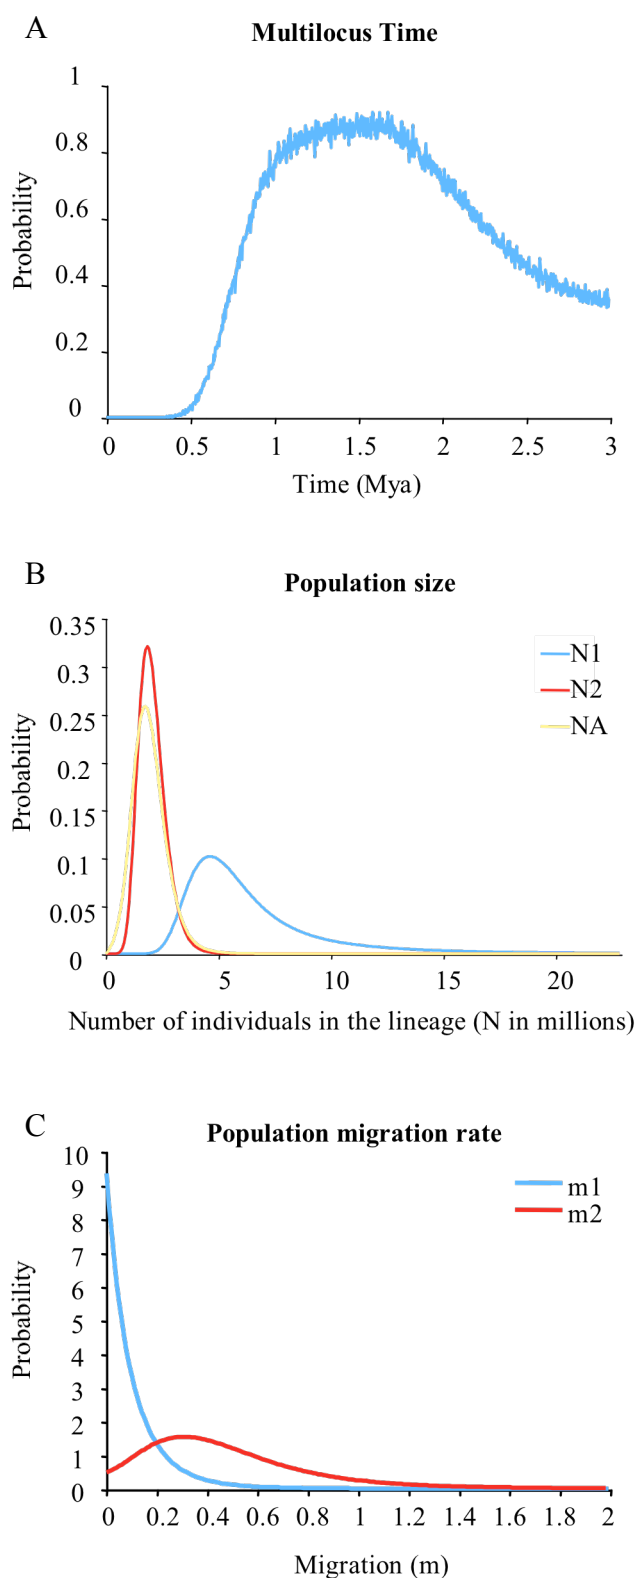 A
Multilocus Time
1
0.8
0.6
0.4
0.2
0
Probability
0 0.5 1 1.5 2 2.5 3
Time (Mya)
B
Population size
0.35
0.3
0.25
0.2
0.15
0.1
0.05
0
Probability
N1
N2
NA
0 5 10 15 20
Number of individuals in the lineage (N in millions)
C
Population migration rate
10
9
8
7
6
5
4
3
2
1
0
Probability
m1
m2
0 0.2 0.4 0.6 0.8 1 1.2 1.4 1.6 1.8 2
Migration (m)